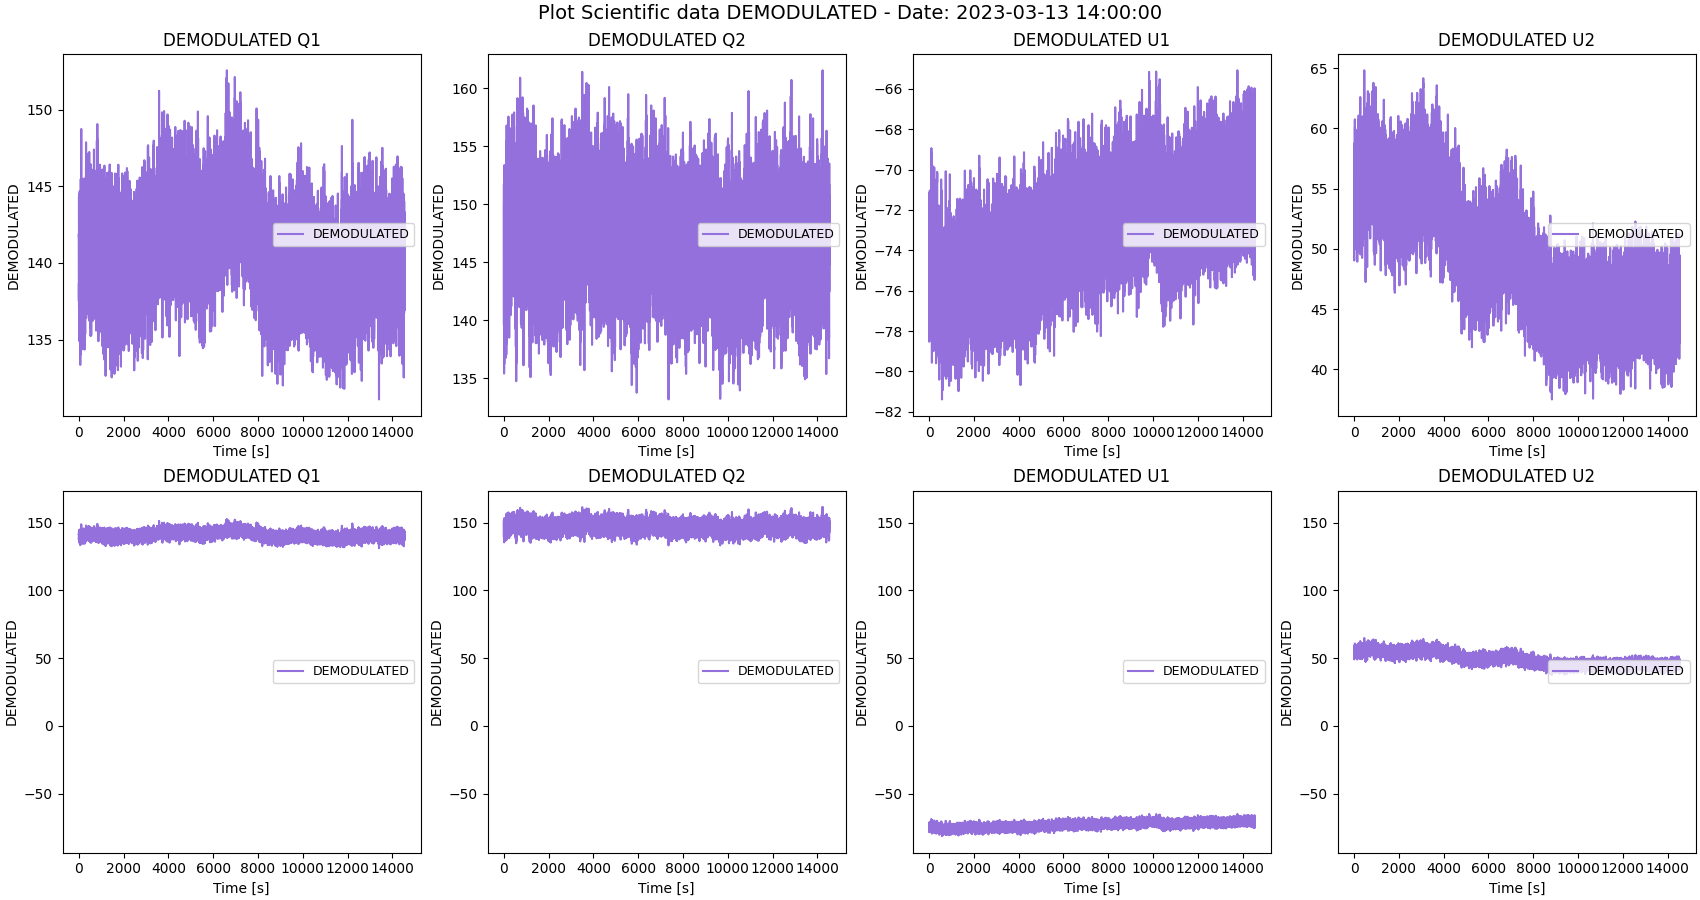 Plot Scientific data DEMODULATED - Date: 2023-03-13 14:00:00
DEMODULATED Q1
DEMODULATED
150
145
140
135
DEMODULATED
0 2000 4000 6000 8000 10000 12000 14000
Time [s]
DEMODULATED Q2
DEMODULATED
160
155
150
145
140
135
DEMODULATED
0 2000 4000 6000 8000 10000 12000 14000
Time [s]
DEMODULATED U1
DEMODULATED
−66
−68
−70
−72
−74
−76
−78
−80
−82
DEMODULATED
0 2000 4000 6000 8000 10000 12000 14000
Time [s]
DEMODULATED U2
DEMODULATED
65
60
55
50
45
40
DEMODULATED
0 2000 4000 6000 8000 10000 12000 14000
Time [s]
DEMODULATED Q1
DEMODULATED
150
100
50
0
−50
DEMODULATED
0 2000 4000 6000 8000 10000 12000 14000
Time [s]
DEMODULATED Q2
DEMODULATED
150
100
50
0
−50
DEMODULATED
0 2000 4000 6000 8000 10000 12000 14000
Time [s]
DEMODULATED U1
DEMODULATED
150
100
50
0
−50
DEMODULATED
0 2000 4000 6000 8000 10000 12000 14000
Time [s]
DEMODULATED U2
DEMODULATED
150
100
50
0
−50
DEMODULATED
0 2000 4000 6000 8000 10000 12000 14000
Time [s]